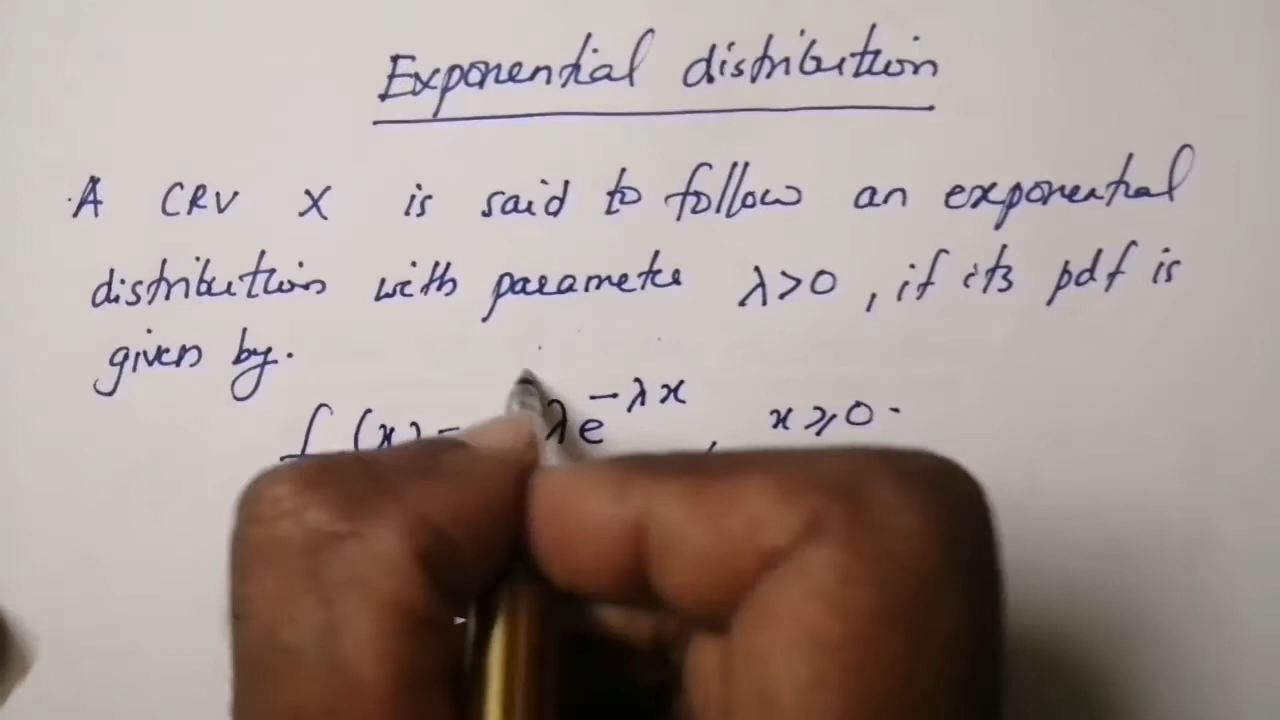 Exponential distribution
A CRV X is said to follow an exponential
distribution with parameter λ>0, if its pdf is
given by.
f (x) = λe^{-λx}, x ≥ 0.